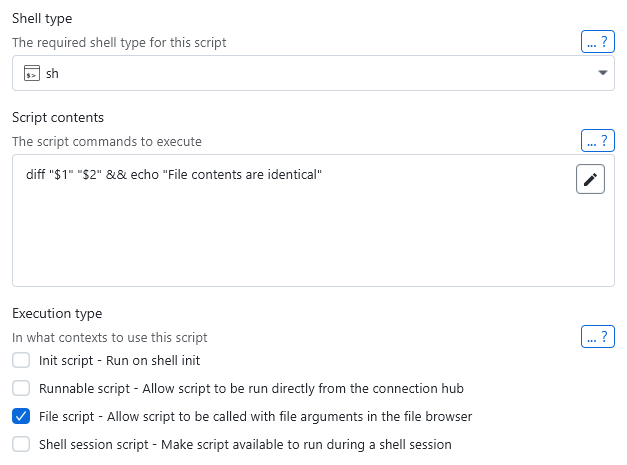 Shell type
The required shell type for this script
... ?
$> sh
Script contents
The script commands to execute
... ?
diff "$1" "$2" && echo "File contents are identical"
Execution type
In what contexts to use this script
... ?
Init script - Run on shell init
Runnable script - Allow script to be run directly from the connection hub
File script - Allow script to be called with file arguments in the file browser
Shell session script - Make script available to run during a shell session